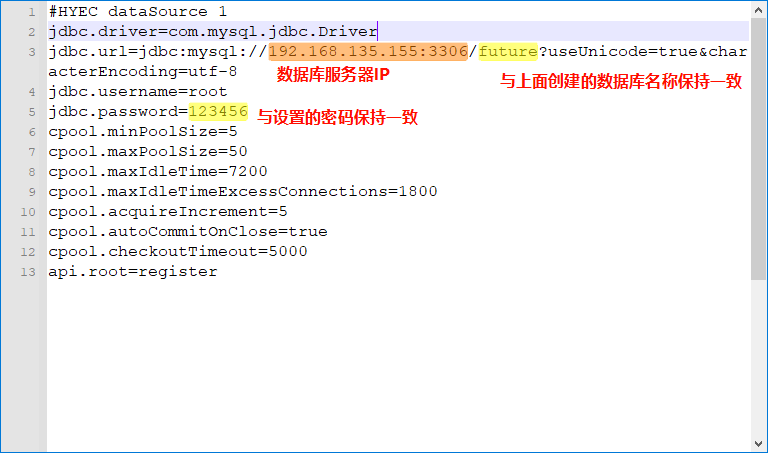 1 #HYEC dataSource 1
2 jdbc.driver=com.mysql.jdbc.Driver
3 jdbc.url=jdbc:mysql://192.168.135.155:3306/future?useUnicode=true&char
acterEncoding=utf-8 数据库服务器IP 与上面创建的数据库名称保持一致
4 jdbc.username=root
5 jdbc.password=123456 与设置的密码保持一致
6 cpool.minPoolSize=5
7 cpool.maxPoolSize=50
8 cpool.maxIdleTime=7200
9 cpool.maxIdleTimeExcessConnections=1800
10 cpool.acquireIncrement=5
11 cpool.autoCommitOnClose=true
12 cpool.checkoutTimeout=5000
13 api.root=register